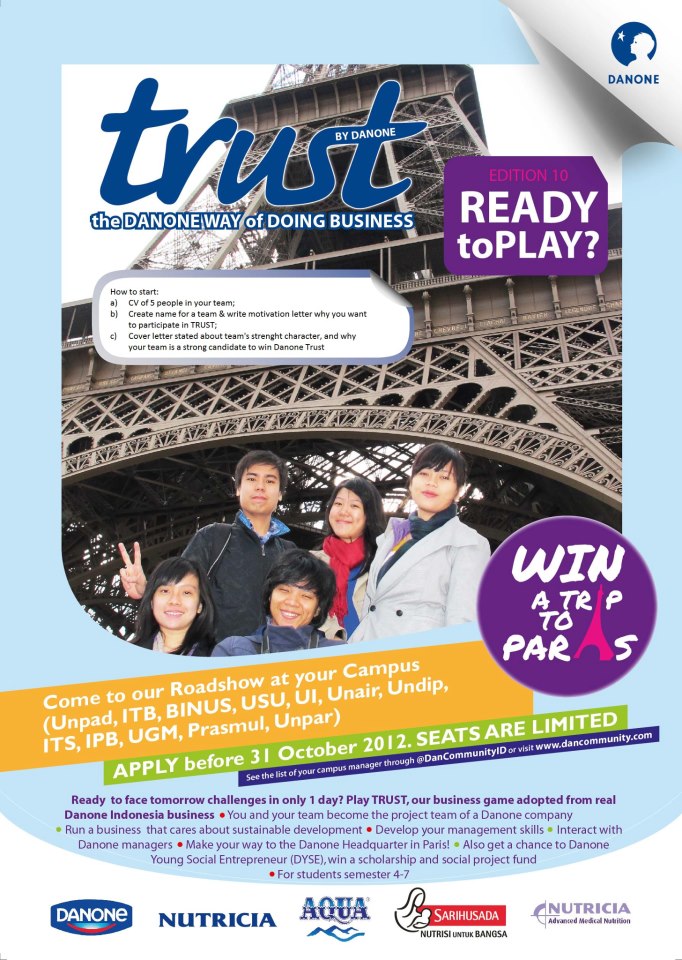 DANONE
trust
BY DANONE
the DANONE WAY of DOING BUSINESS
EDITION 10
READY
toPLAY?
How to start:
a) CV of 5 people in your team;
b) Create name for a team & write motivation letter why you want
to participate in TRUST;
c) Cover letter stated about team's strenght character, and why
your team is a strong candidate to win Danone Trust
WIN
A TRIP
TO
PARIS
Come to our Roadshow at your Campus
(Unpad, ITB, BINUS, USU, UI, Unair, Undip,
ITS, IPB, UGM, Prasmul, Unpar)
APPLY before 31 October 2012. SEATS ARE LIMITED
See the list of your campus manager through @DanCommunityID or visit www.dancommunity.com
Ready to face tomorrow challenges in only 1 day? Play TRUST, our business game adopted from real
Danone Indonesia business • You and your team become the project team of a Danone company
• Run a business that cares about sustainable development • Develop your management skills • Interact with
Danone managers • Make your way to the Danone Headquarter in Paris! • Also get a chance to Danone
Young Social Entrepreneur (DYSE), win a scholarship and social project fund
• For students semester 4-7
DANONE
NUTRICIA
AQUA
SARIHUSADA
NUTRISI UNTUK BANGSA
NUTRICIA
Advanced Medical Nutrition